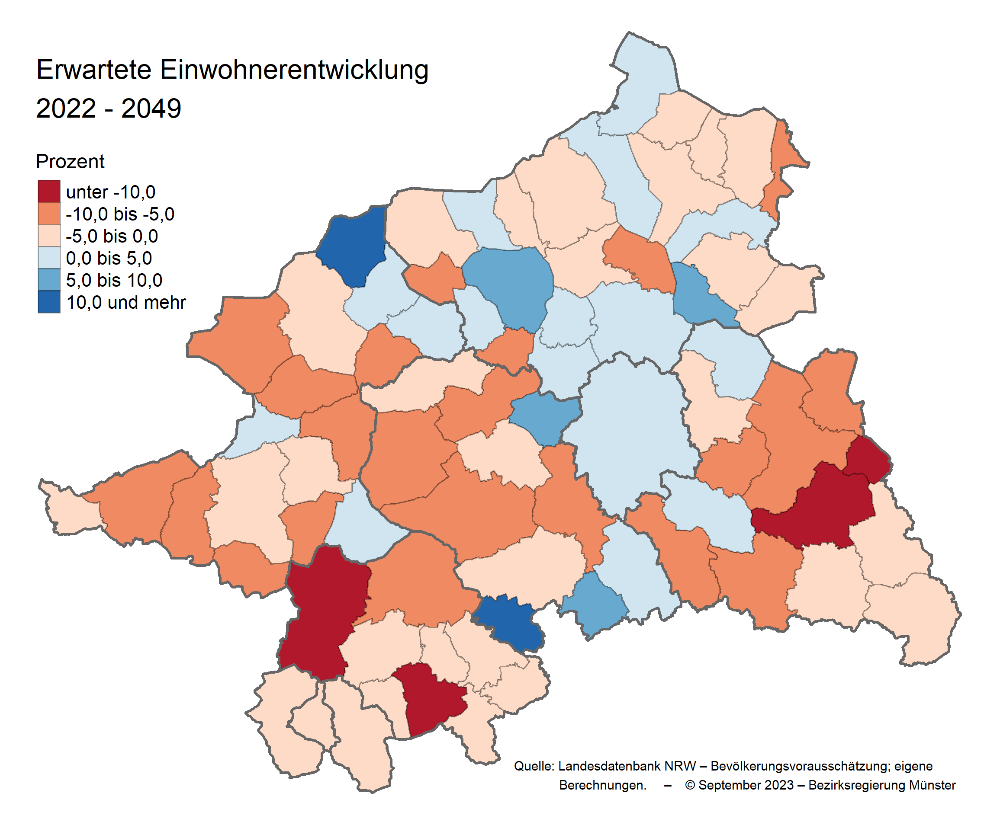 Erwartete Einwohnerentwicklung
2022 - 2049
Prozent
unter -10,0
-10,0 bis -5,0
-5,0 bis 0,0
0,0 bis 5,0
5,0 bis 10,0
10,0 und mehr
Quelle: Landesdatenbank NRW – Bevölkerungsvorausschätzung; eigene
Berechnungen. – © September 2023 – Bezirksregierung Münster